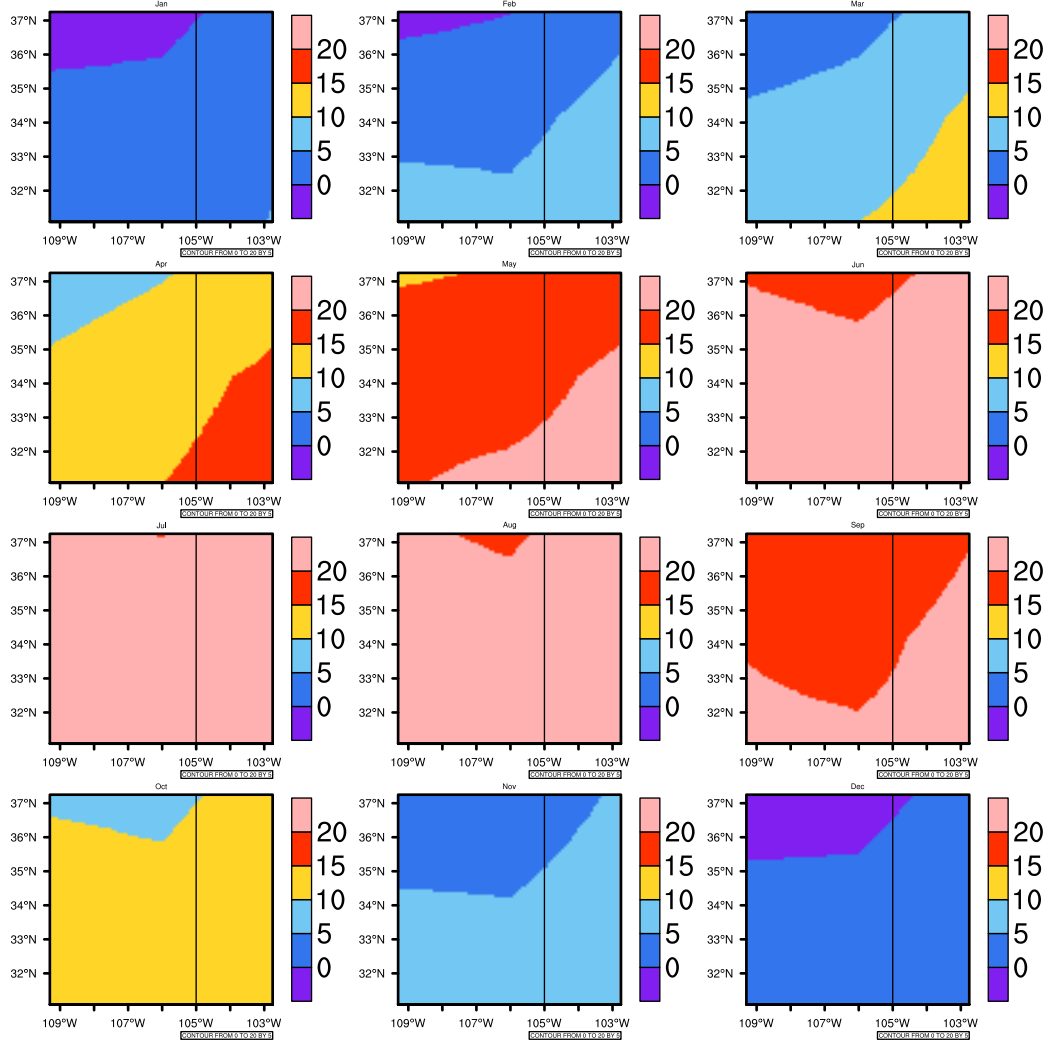 Jan Feb Mar
37°N 20 37°N 20 37°N 20
36°N 15 36°N 15 36°N 15
35°N 10 35°N 10 35°N 10
34°N 5 34°N 5 34°N 5
33°N 0 33°N 0 33°N 0
32°N 32°N 32°N
109°W 107°W 105°W 103°W 109°W 107°W 105°W 103°W 109°W 107°W 105°W 103°W
CONTOUR FROM 0 TO 20 BY 5 CONTOUR FROM 0 TO 20 BY 5 CONTOUR FROM 0 TO 20 BY 5
Apr May Jun
37°N 20 37°N 20 37°N 20
36°N 15 36°N 15 36°N 15
35°N 10 35°N 10 35°N 10
34°N 5 34°N 5 34°N 5
33°N 0 33°N 0 33°N 0
32°N 32°N 32°N
109°W 107°W 105°W 103°W 109°W 107°W 105°W 103°W 109°W 107°W 105°W 103°W
CONTOUR FROM 0 TO 20 BY 5 CONTOUR FROM 0 TO 20 BY 5 CONTOUR FROM 0 TO 20 BY 5
Jul Aug Sep
37°N 20 37°N 20 37°N 20
36°N 15 36°N 15 36°N 15
35°N 10 35°N 10 35°N 10
34°N 5 34°N 5 34°N 5
33°N 0 33°N 0 33°N 0
32°N 32°N 32°N
109°W 107°W 105°W 103°W 109°W 107°W 105°W 103°W 109°W 107°W 105°W 103°W
CONTOUR FROM 0 TO 20 BY 5 CONTOUR FROM 0 TO 20 BY 5 CONTOUR FROM 0 TO 20 BY 5
Oct Nov Dec
37°N 20 37°N 20 37°N 20
36°N 15 36°N 15 36°N 15
35°N 10 35°N 10 35°N 10
34°N 5 34°N 5 34°N 5
33°N 0 33°N 0 33°N 0
32°N 32°N 32°N
109°W 107°W 105°W 103°W 109°W 107°W 105°W 103°W 109°W 107°W 105°W 103°W
CONTOUR FROM 0 TO 20 BY 5 CONTOUR FROM 0 TO 20 BY 5 CONTOUR FROM 0 TO 20 BY 5